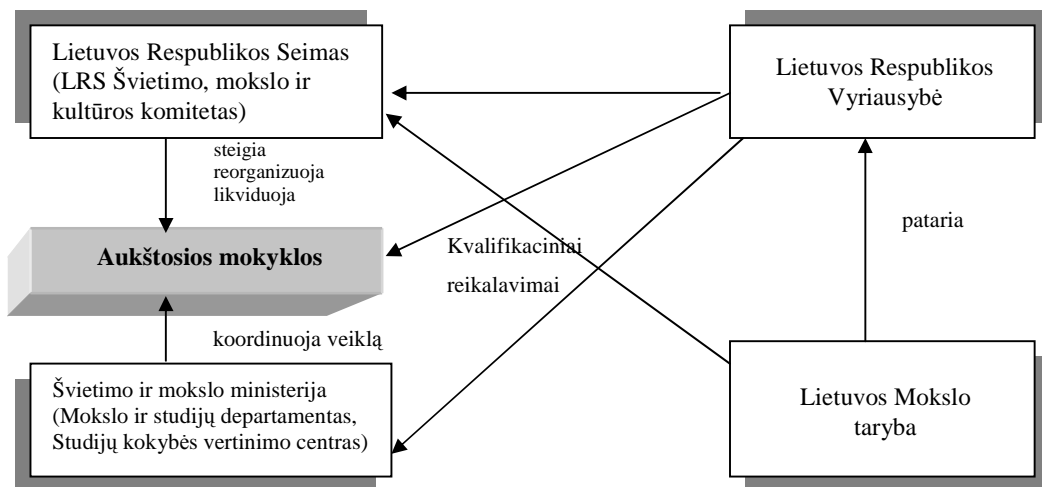 Lietuvos Respublikos Seimas
(LRS Švietimo, mokslo ir
kultūros komitetas)
Lietuvos Respublikos
Vyriausybė
steigia
reorganizuoja
likviduoja
Aukštosios mokyklos
Kvalifikaciniai
reikalavimai
pataria
koordinuoja veiklą
Švietimo ir mokslo ministerija
(Mokslo ir studijų departamentas,
Studijų kokybės vertinimo centras)
Lietuvos Mokslo
taryba